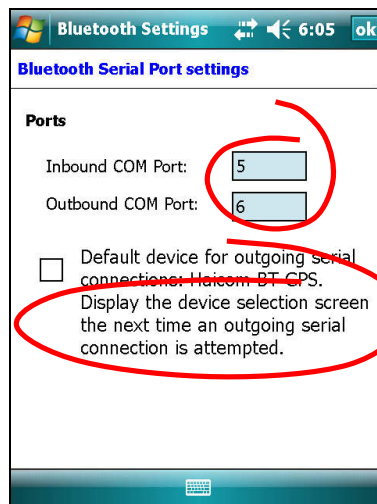 Bluetooth Settings 6:05 ok
Bluetooth Serial Port settings
Ports
Inbound COM Port: 5
Outbound COM Port: 6
Default device for outgoing serial
connections: Haicom BT GPS.
Display the device selection screen
the next time an outgoing serial
connection is attempted.